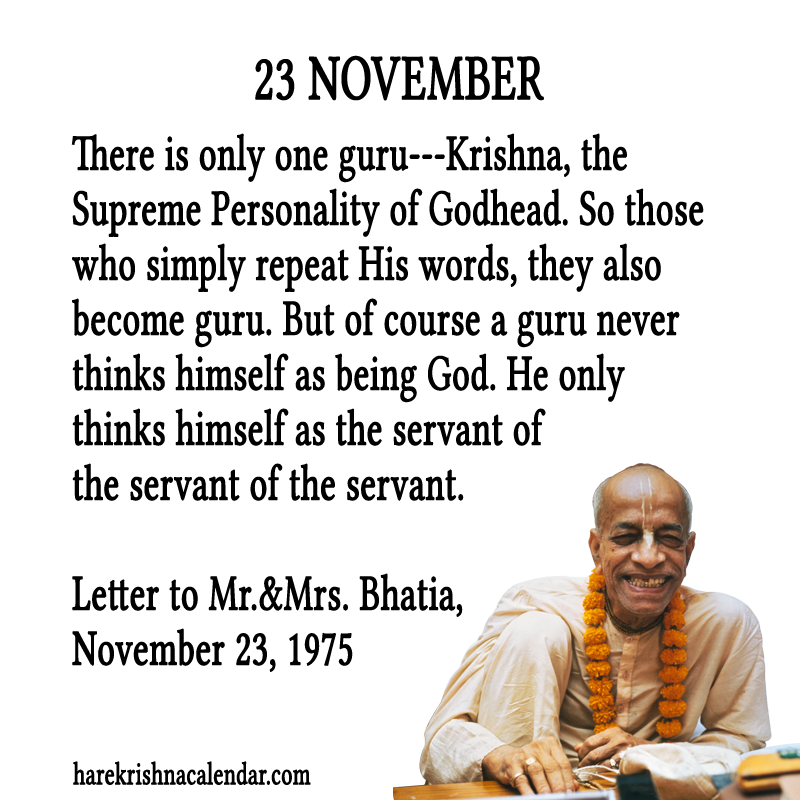 23 NOVEMBER
There is only one guru---Krishna, the
Supreme Personality of Godhead. So those
who simply repeat His words, they also
become guru. But of course a guru never
thinks himself as being God. He only
thinks himself as the servant of
the servant of the servant.
Letter to Mr.&Mrs. Bhatia,
November 23, 1975
harekrishnacalendar.com